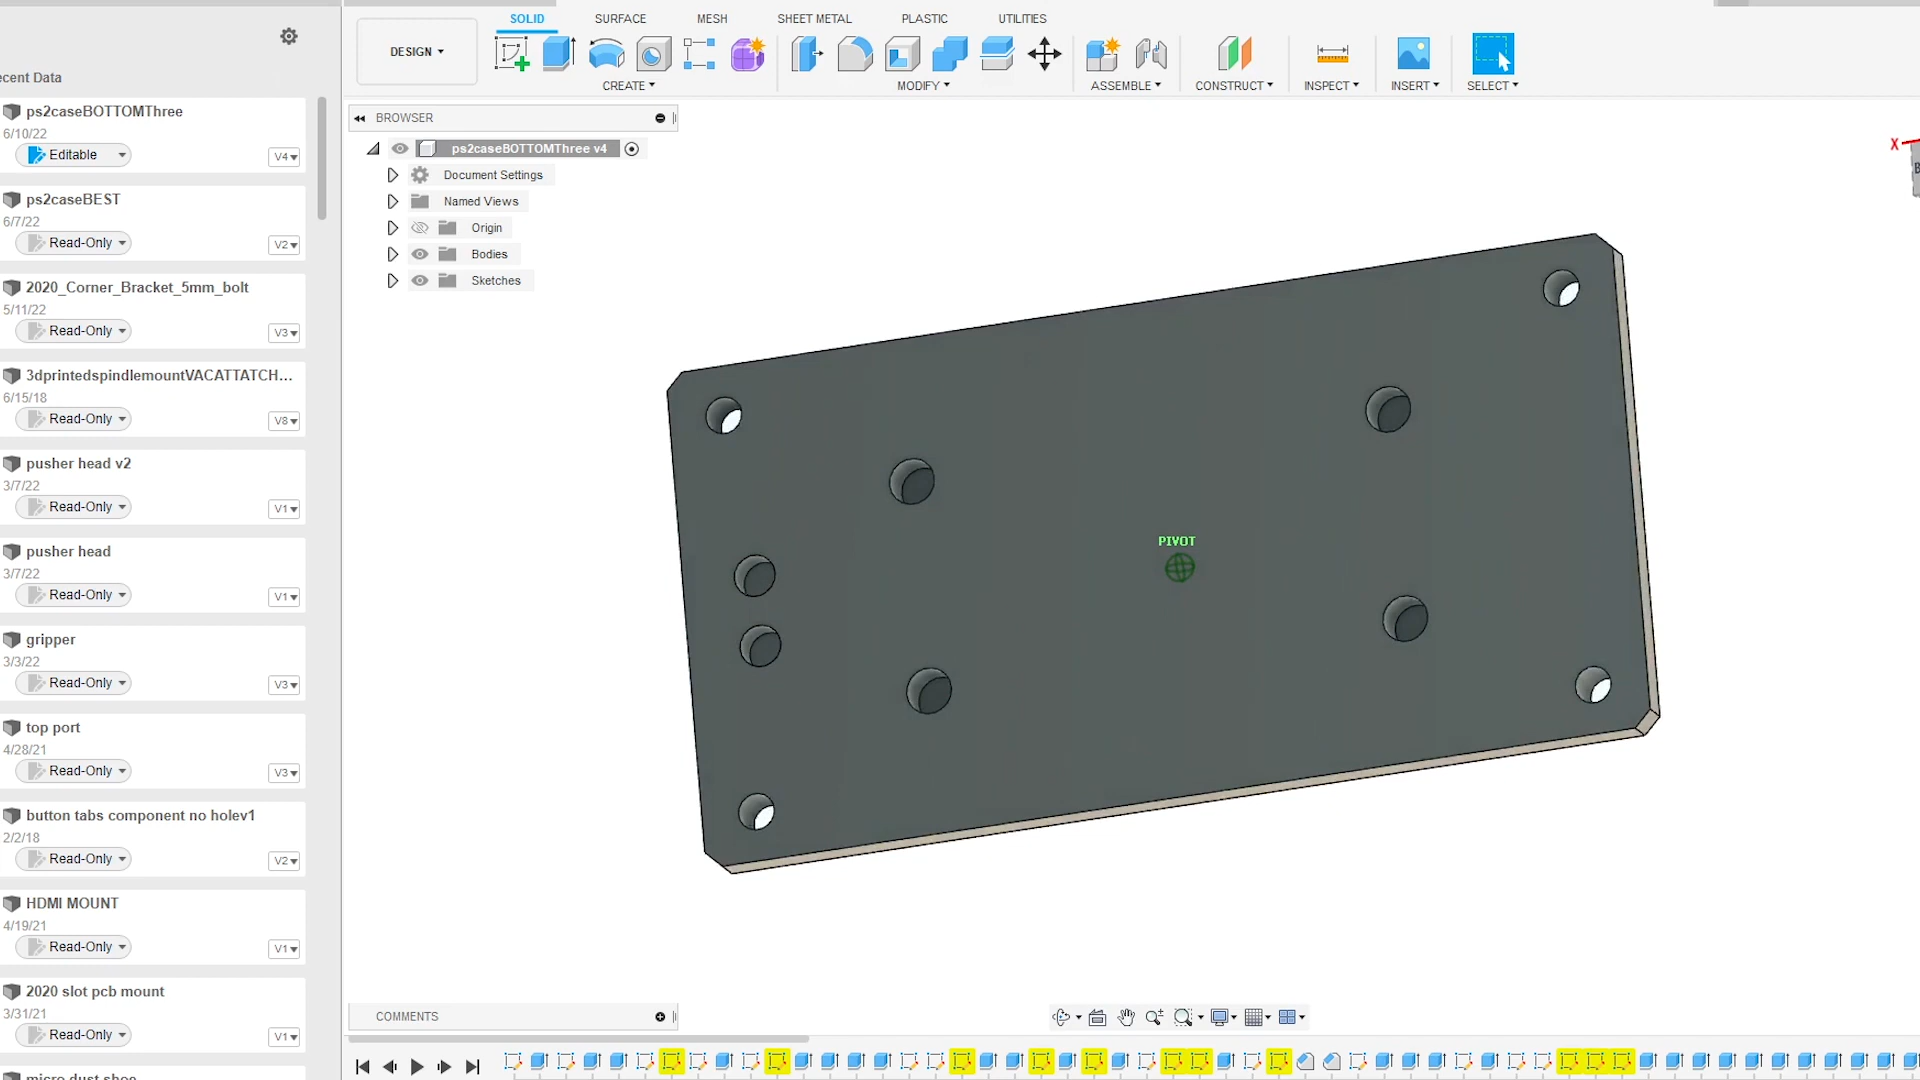 SOLID SURFACE MESH SHEET METAL PLASTIC UTILITIES
DESIGN
CREATE MODIFY ASSEMBLE CONSTRUCT INSPECT INSERT SELECT
ecent Data
ps2caseBOTTOMThree
6/10/22
Editable V4
ps2caseBEST
6/7/22
Read-Only V2
2020_Corner_Bracket_5mm_bolt
5/11/22
Read-Only V3
3dprintedspindlemountVACATTATCH...
6/15/18
Read-Only V8
pusher head v2
3/7/22
Read-Only V1
pusher head
3/7/22
Read-Only V1
gripper
3/3/22
Read-Only V3
top port
4/28/21
Read-Only V3
button tabs component no holev1
2/2/18
Read-Only V2
HDMI MOUNT
4/19/21
Read-Only V1
2020 slot pcb mount
3/31/21
Read-Only V1
micro dust shoe
BROWSER
ps2caseBOTTOMThree v4
Document Settings
Named Views
Origin
Bodies
Sketches
X
PIVOT
COMMENTS